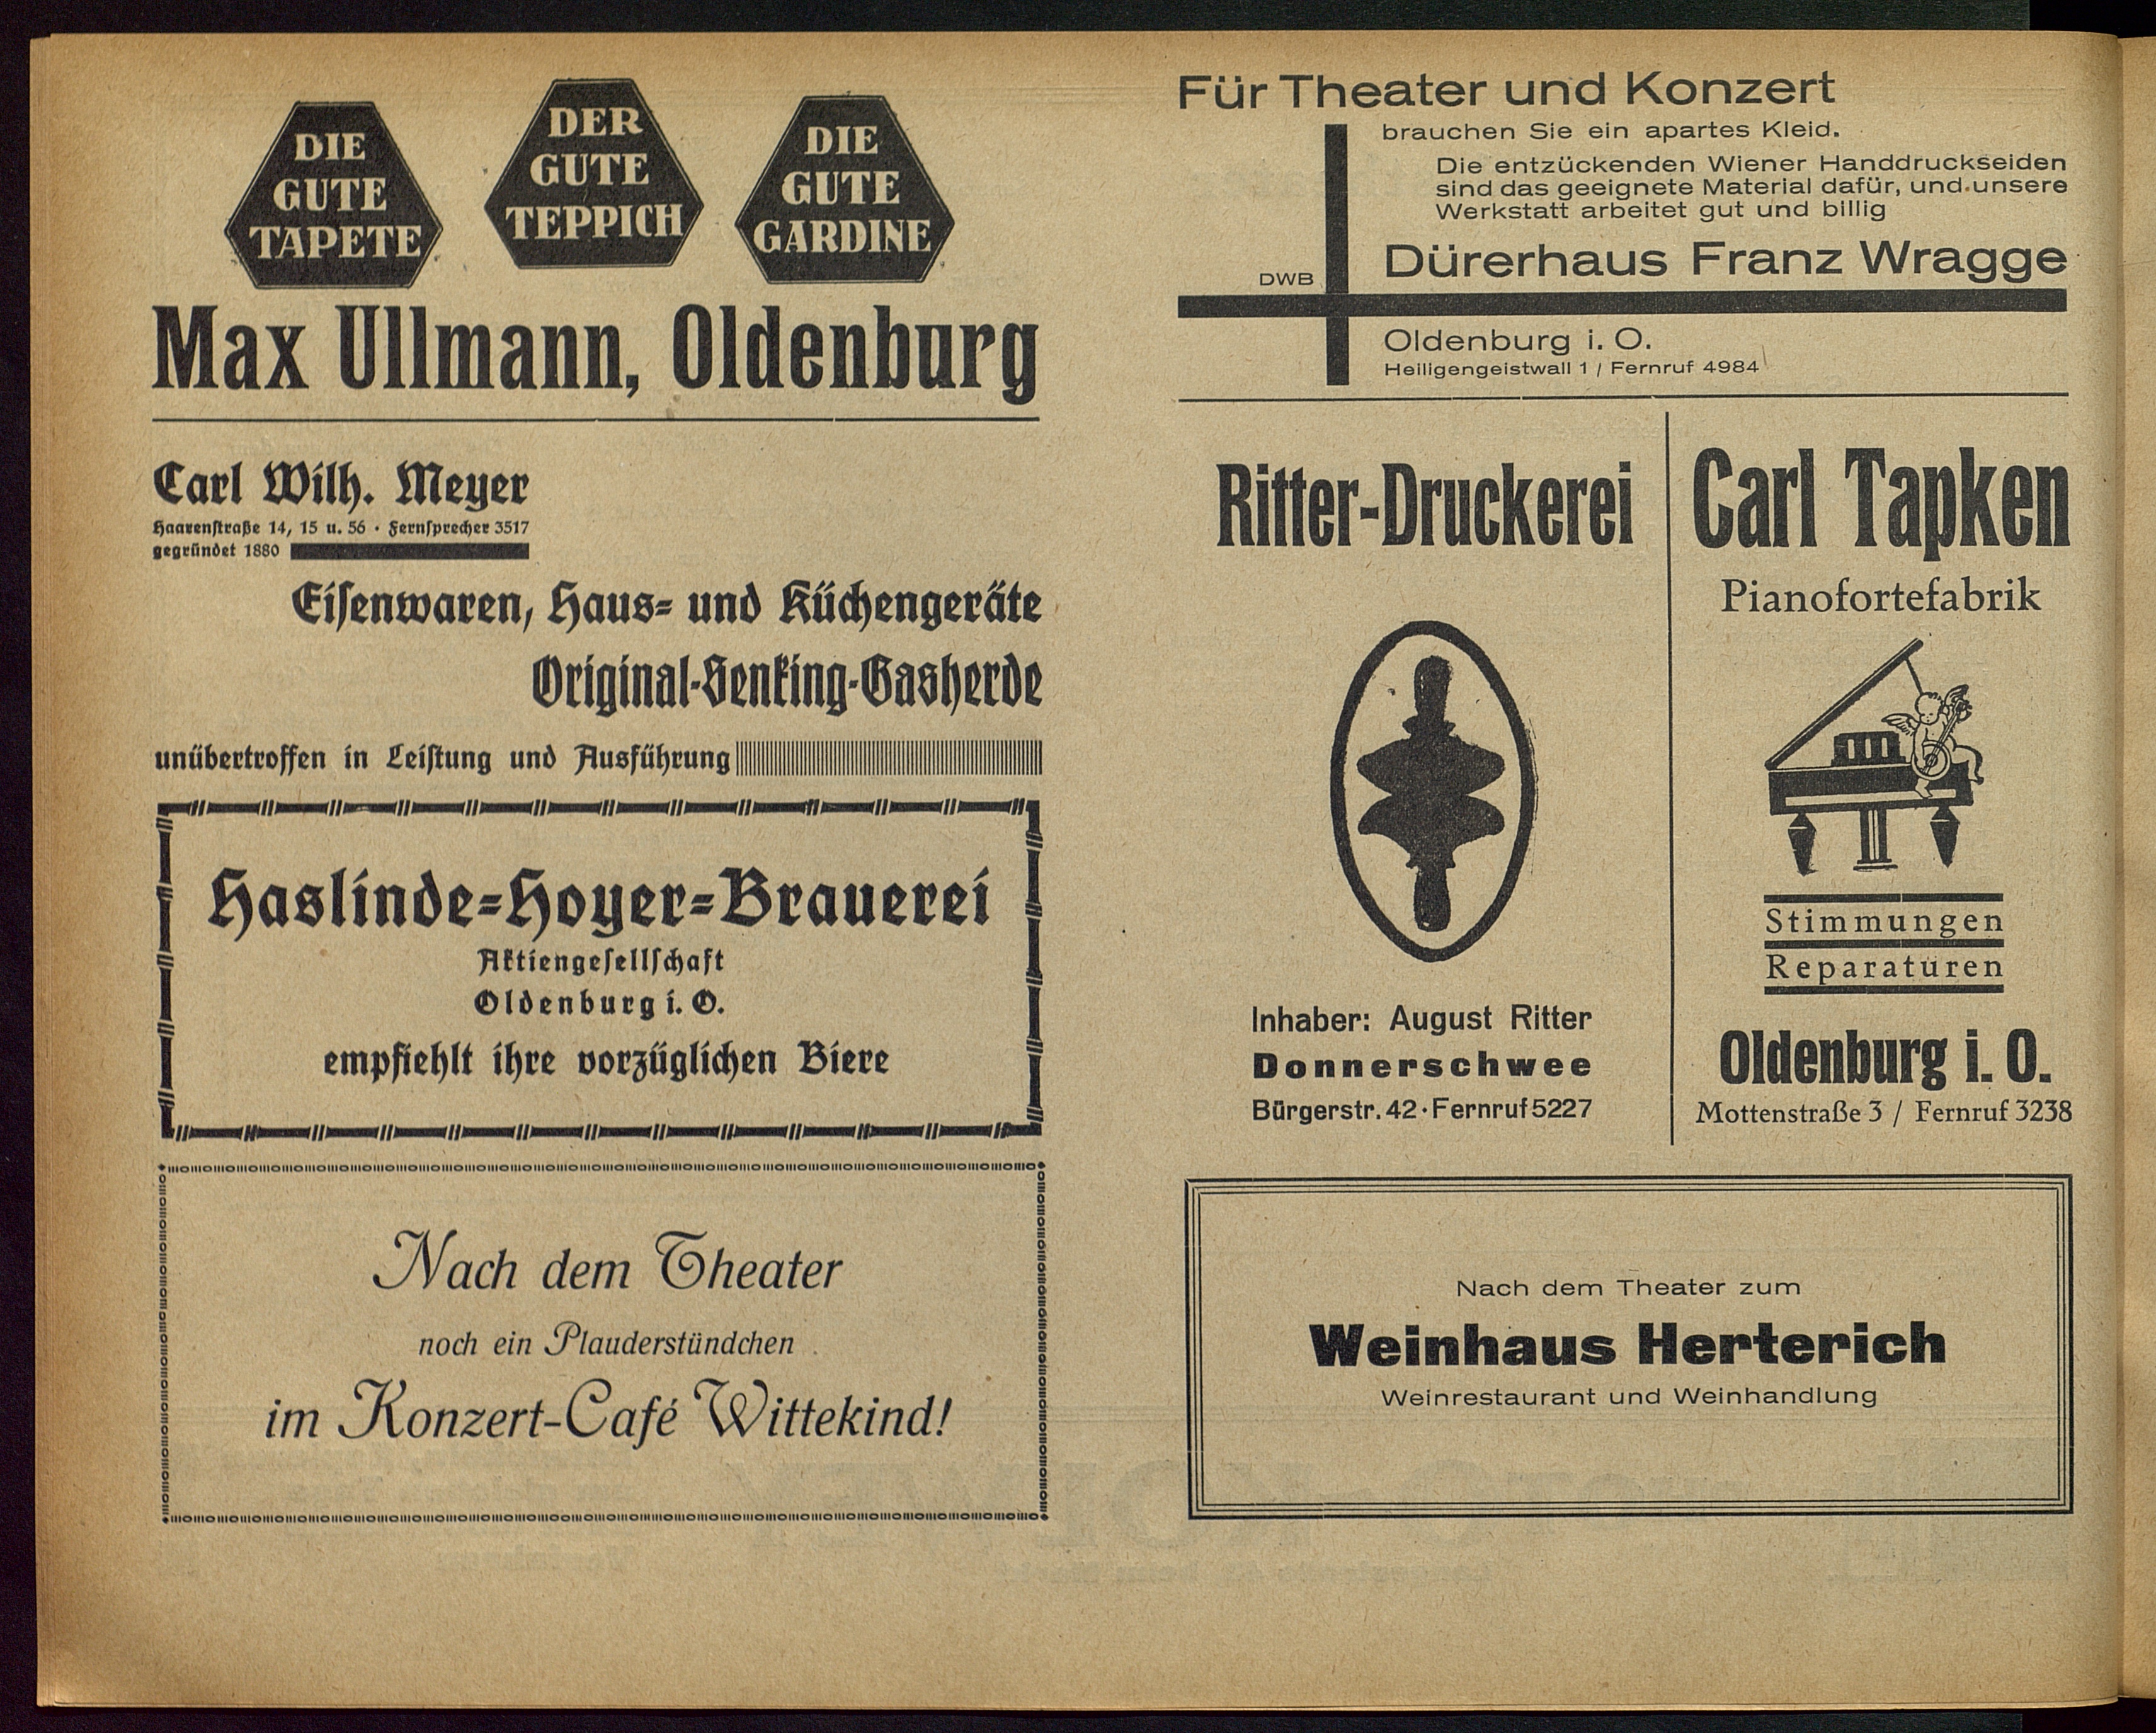 DIE
GUTE
TAPETE
DER
GUTE
TEPPICH
DIE
GUTE
GARDINE
Max Ullmann, Oldenburg
Carl Wilh. Meyer
Haarenſtraße 14, 15 u. 56 · Fernſprecher 3517
gegründet 1880
Eiſenwaren, Haus- und Küchengeräte
Original-Senking-Gasherde
unübertroffen in Leiſtung und Ausführung
Haslinde-Hoyer-Brauerei
Aktiengeſellſchaft
Oldenburg i. O.
empfiehlt ihre vorzüglichen Biere
Nach dem Theater
noch ein Plauderstündchen
im Konzert-Café Wittekind!
Für Theater und Konzert
brauchen Sie ein apartes Kleid.
Die entzückenden Wiener Handdruckseiden
sind das geeignete Material dafür, und unsere
Werkstatt arbeitet gut und billig
Dürerhaus Franz Wragge
DWB
Oldenburg i. O.
Heiligengeistwall 1 / Fernruf 4984
Ritter-Druckerei
Inhaber: August Ritter
Donnerschwee
Bürgerstr. 42 · Fernruf 5227
Carl Tapken
Pianofortefabrik
Stimmungen
Reparaturen
Oldenburg i. O.
Mottenstraße 3 / Fernruf 3238
Nach dem Theater zum
Weinhaus Herterich
Weinrestaurant und Weinhandlung